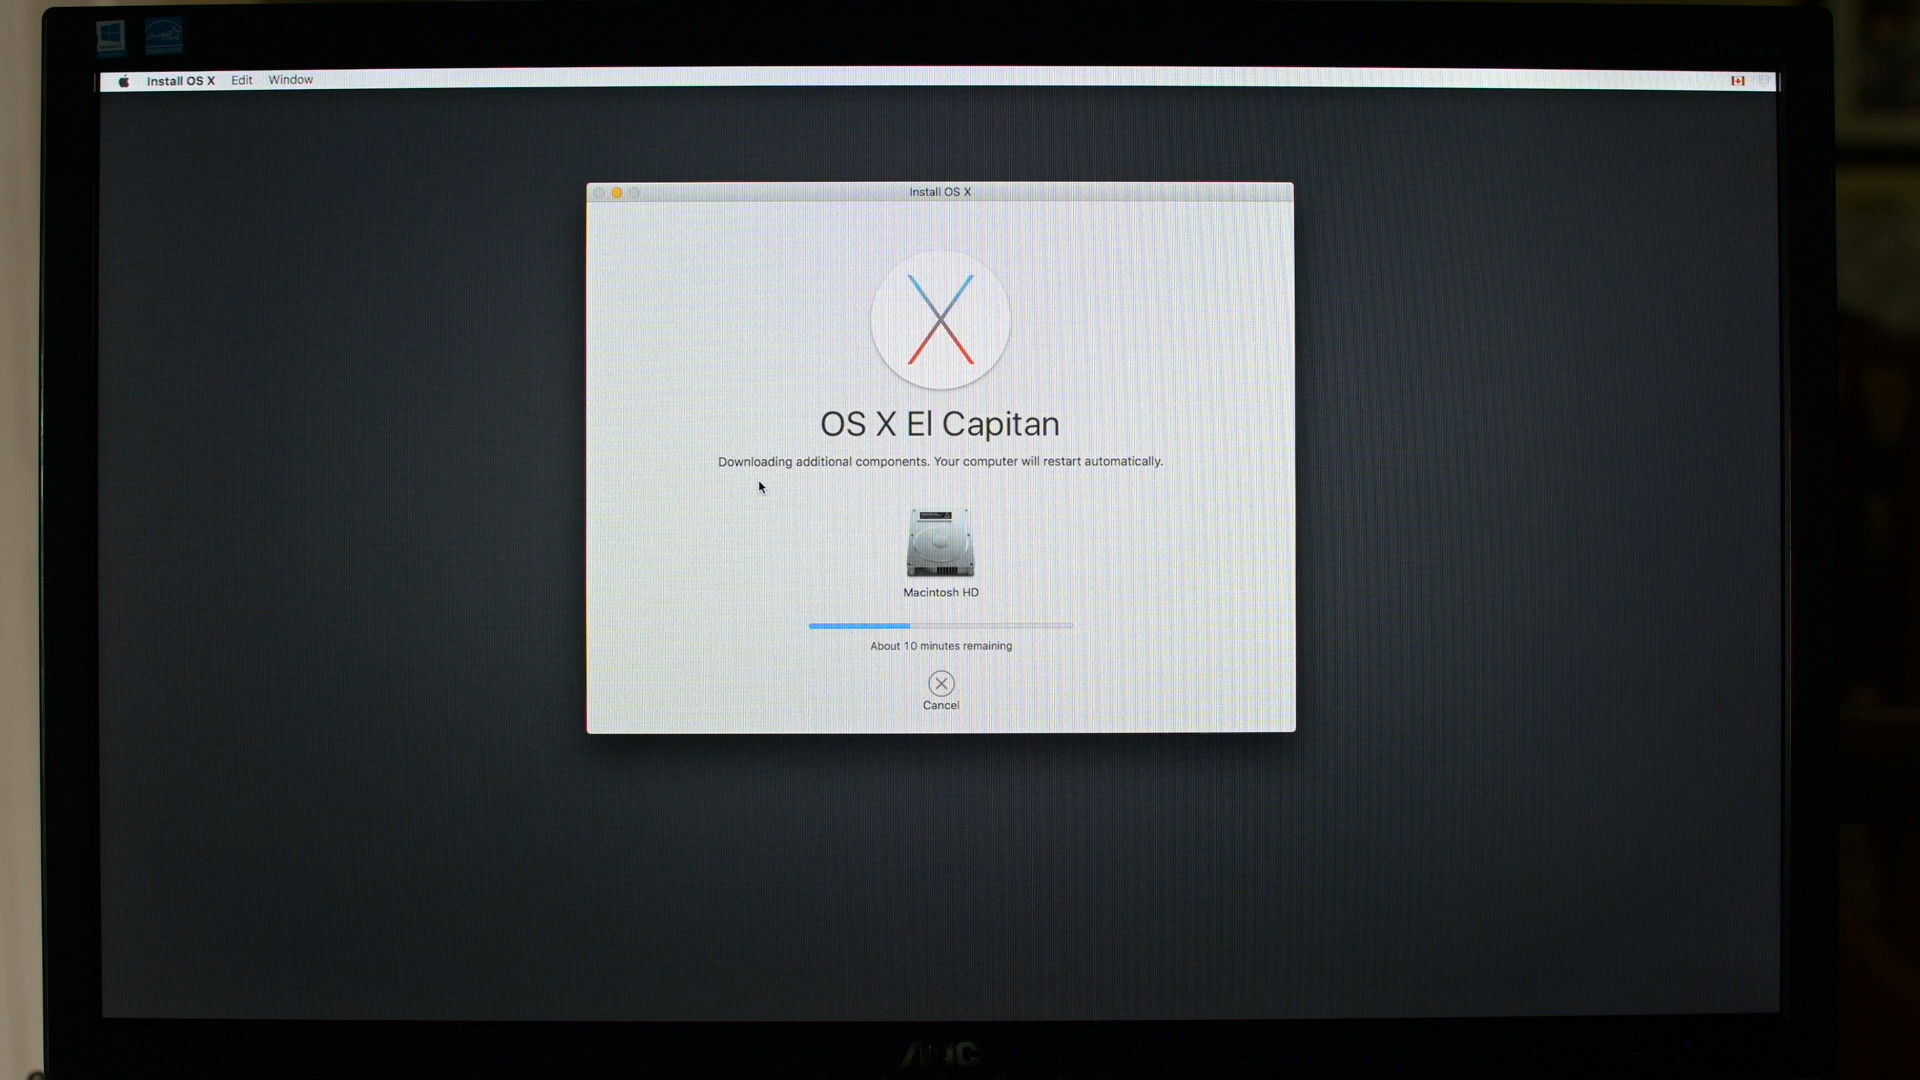 Install OS X Edit Window
Install OS X
OS X El Capitan
Downloading additional components. Your computer will restart automatically.
Macintosh HD
About 10 minutes remaining
Cancel
AOC